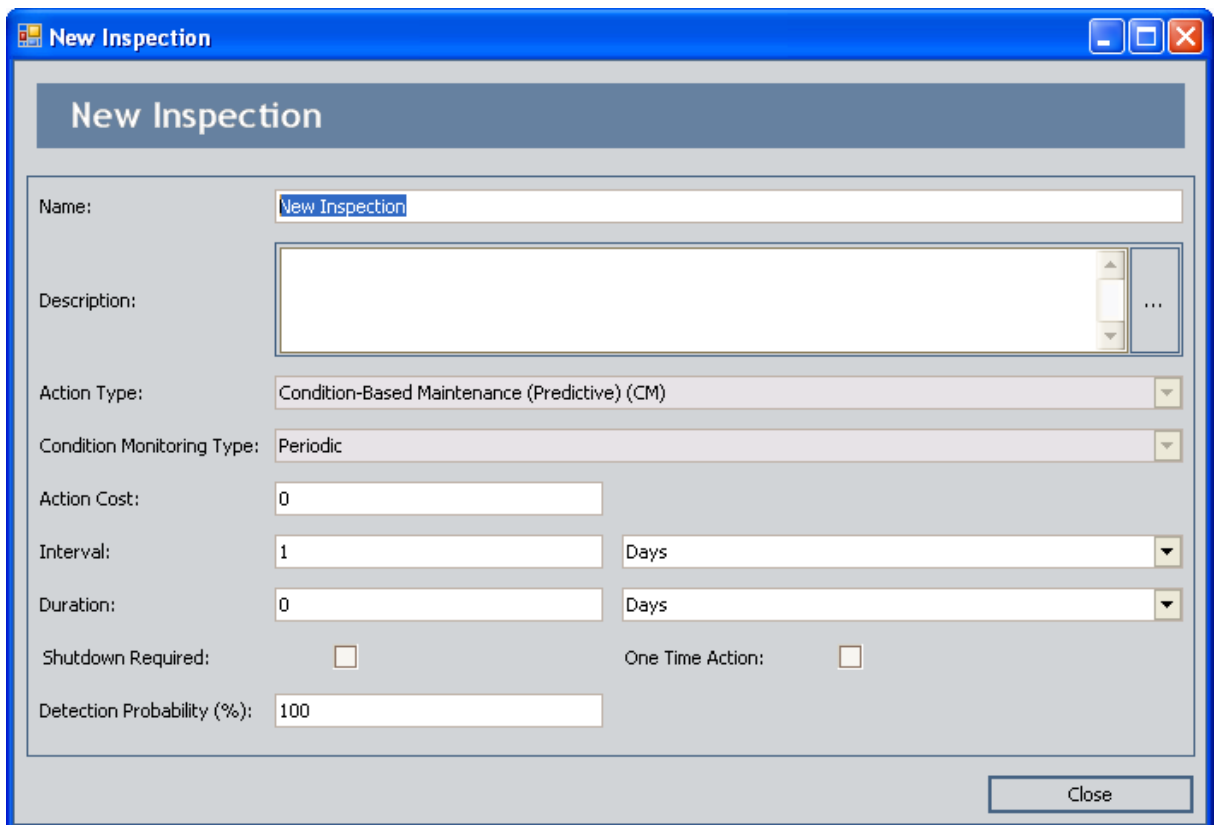 New Inspection
New Inspection
Name: New Inspection
Description: ...
Action Type: Condition-Based Maintenance (Predictive) (CM)
Condition Monitoring Type: Periodic
Action Cost: 0
Interval: 1 Days
Duration: 0 Days
Shutdown Required: One Time Action:
Detection Probability (%): 100
Close